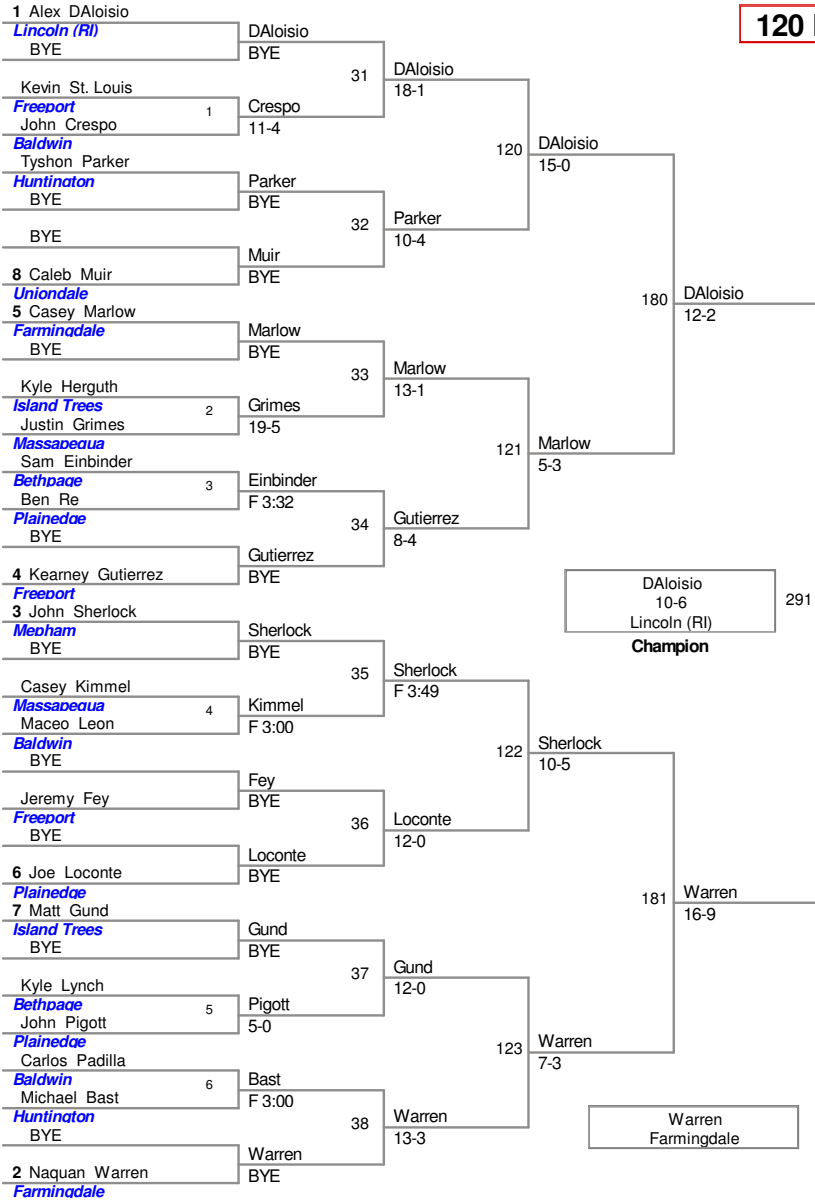 1 Alex DAloisio
Lincoln (RI)
BYE
Kevin St. Louis
Freeport
John Crespo
Baldwin
Tyshon Parker
Huntington
BYE
BYE
8 Caleb Muir
Uniondale
5 Casey Marlow
Farmingdale
BYE
Kyle Herguth
Island Trees
Justin Grimes
Massapequa
Sam Einbinder
Bethpage
Ben Re
Plainedge
BYE
4 Kearney Gutierrez
Freeport
3 John Sherlock
Mepham
BYE
Casey Kimmel
Massapequa
Maceo Leon
Baldwin
BYE
Jeremy Fey
Freeport
BYE
6 Joe Loconte
Plainedge
7 Matt Gund
Island Trees
BYE
Kyle Lynch
Bethpage
John Pigott
Plainedge
Carlos Padilla
Baldwin
Michael Bast
Huntington
BYE
2 Naquan Warren
Farmingdale
1
2
3
4
5
6
DAloisio
BYE
Crespo
11-4
Parker
BYE
Muir
BYE
Marlow
BYE
Grimes
19-5
Einbinder
F 3:32
Gutierrez
BYE
Sherlock
BYE
Kimmel
F 3:00
Fey
BYE
Loconte
BYE
Gund
BYE
Pigott
5-0
Bast
F 3:00
Warren
BYE
31
32
33
34
35
36
37
38
DAloisio
18-1
Parker
10-4
Marlow
13-1
Gutierrez
8-4
Sherlock
F 3:49
Loconte
12-0
Gund
12-0
Warren
13-3
120
121
122
123
DAloisio
15-0
Marlow
5-3
Sherlock
10-5
Warren
7-3
180
181
DAloisio
12-2
Warren
16-9
120
DAloisio
10-6
Lincoln (RI)
291
Champion
Warren
Farmingdale